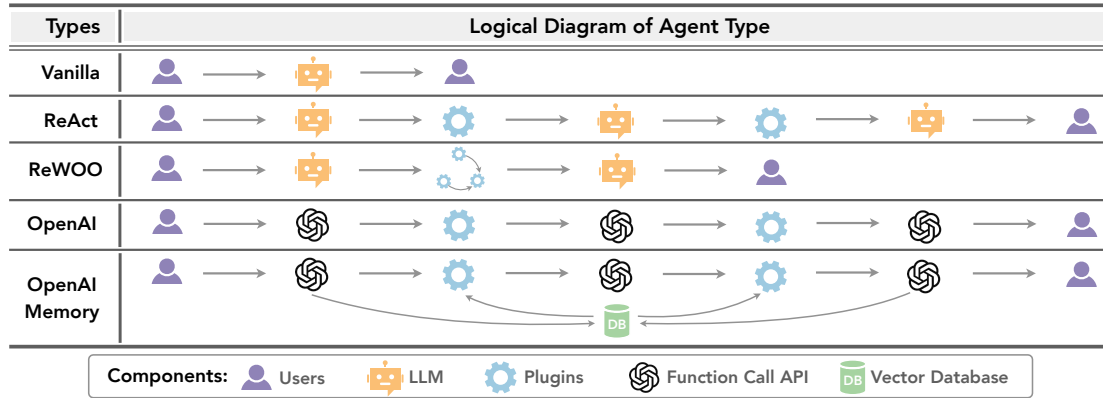 Types Logical Diagram of Agent Type
Vanilla
ReAct
ReWOO
OpenAI
OpenAI
Memory
DB
Components: Users LLM Plugins Function Call API DB Vector Database